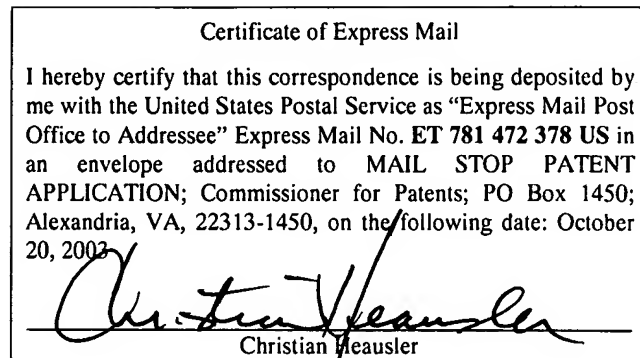 Certificate of Express Mail
I hereby certify that this correspondence is being deposited by
me with the United States Postal Service as “Express Mail Post
Office to Addressee” Express Mail No. ET 781 472 378 US in
an envelope addressed to MAIL STOP PATENT
APPLICATION; Commissioner for Patents; PO Box 1450;
Alexandria, VA, 22313-1450, on the following date: October
20, 2003
Christian Heausler
Christian Heausler